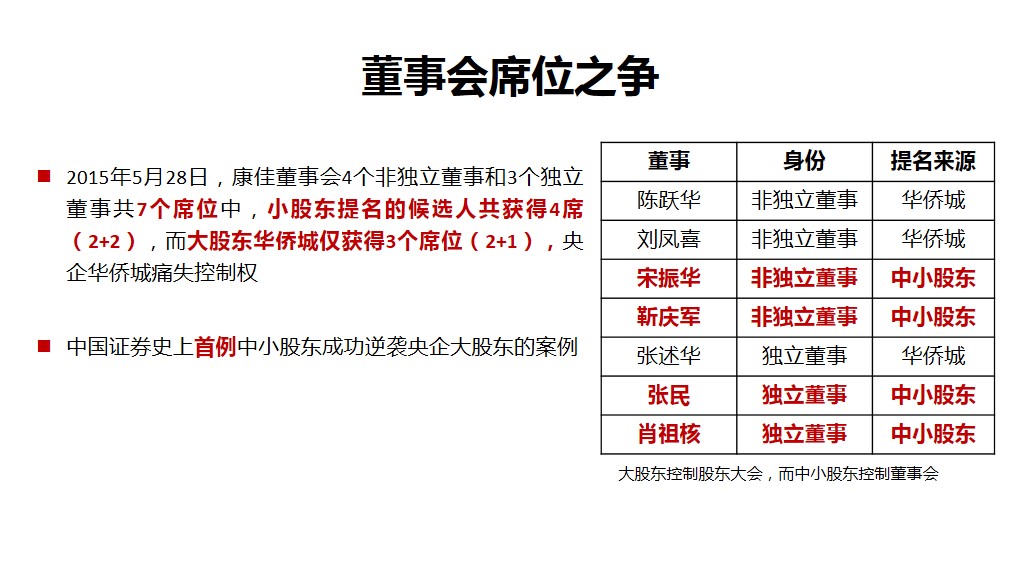 董事会席位之争
2015年5月28日，康佳董事会4个非独立董事和3个独立
董事共7个席位中，小股东提名的候选人共获得4席
（2+2），而大股东华侨城仅获得3个席位（2+1），央
企华侨城痛失控制权
中国证券史上首例中小股东成功逆袭央企大股东的案例
董事 身份 提名来源
陈跃华 非独立董事 华侨城
刘凤喜 非独立董事 华侨城
宋振华 非独立董事 中小股东
靳庆军 非独立董事 中小股东
张述华 独立董事 华侨城
张民 独立董事 中小股东
肖祖核 独立董事 中小股东
大股东控制股东大会，而中小股东控制董事会